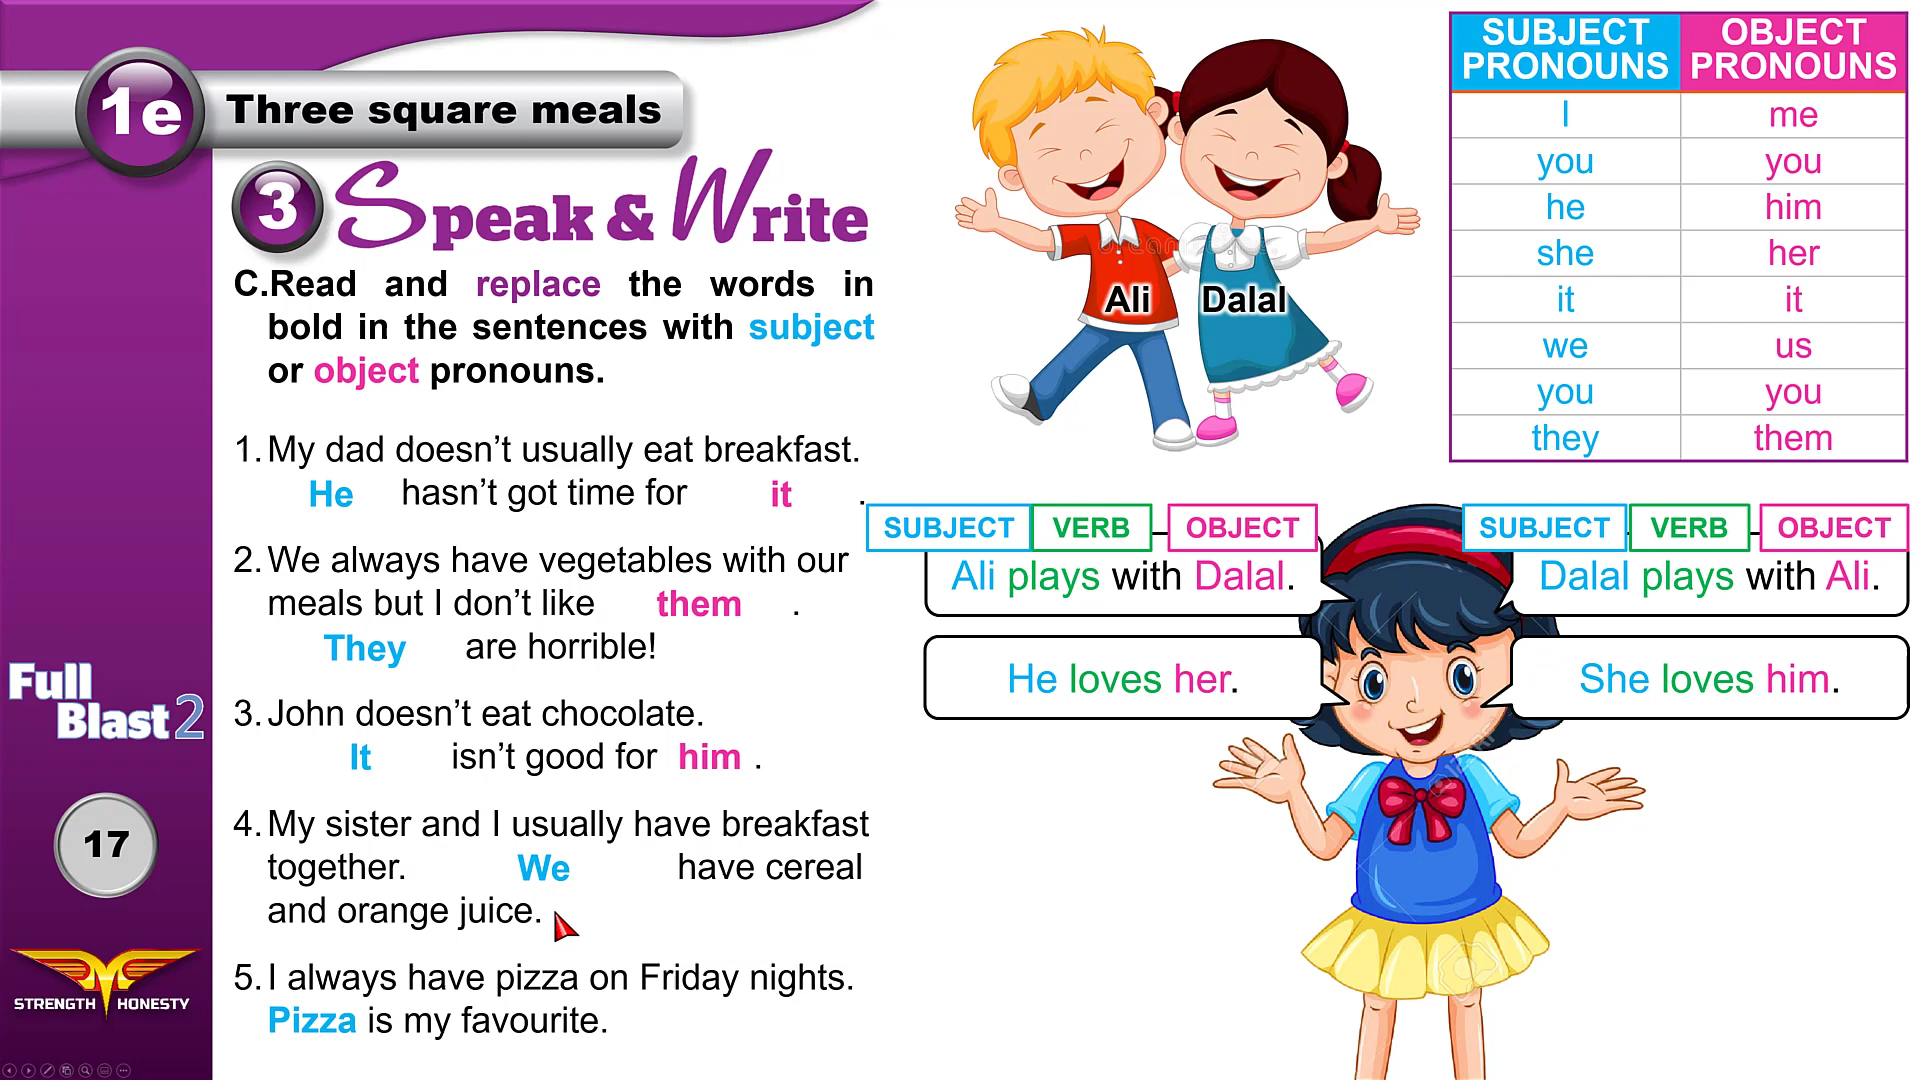 1e Three square meals
3 Speak & Write
C.Read and replace the words in
bold in the sentences with subject
or object pronouns.
1. My dad doesn't usually eat breakfast.
He hasn't got time for it .
2. We always have vegetables with our
meals but I don't like them .
They are horrible!
3. John doesn't eat chocolate.
It isn't good for him .
4. My sister and I usually have breakfast
together. We have cereal
and orange juice.
5. I always have pizza on Friday nights.
Pizza is my favourite.
Full
Blast 2
17
STRENGTH HONESTY
Ali Dalal
SUBJECT PRONOUNS OBJECT PRONOUNS
I me
you you
he him
she her
it it
we us
you you
they them
SUBJECT VERB OBJECT
Ali plays with Dalal.
He loves her.
SUBJECT VERB OBJECT
Dalal plays with Ali.
She loves him.